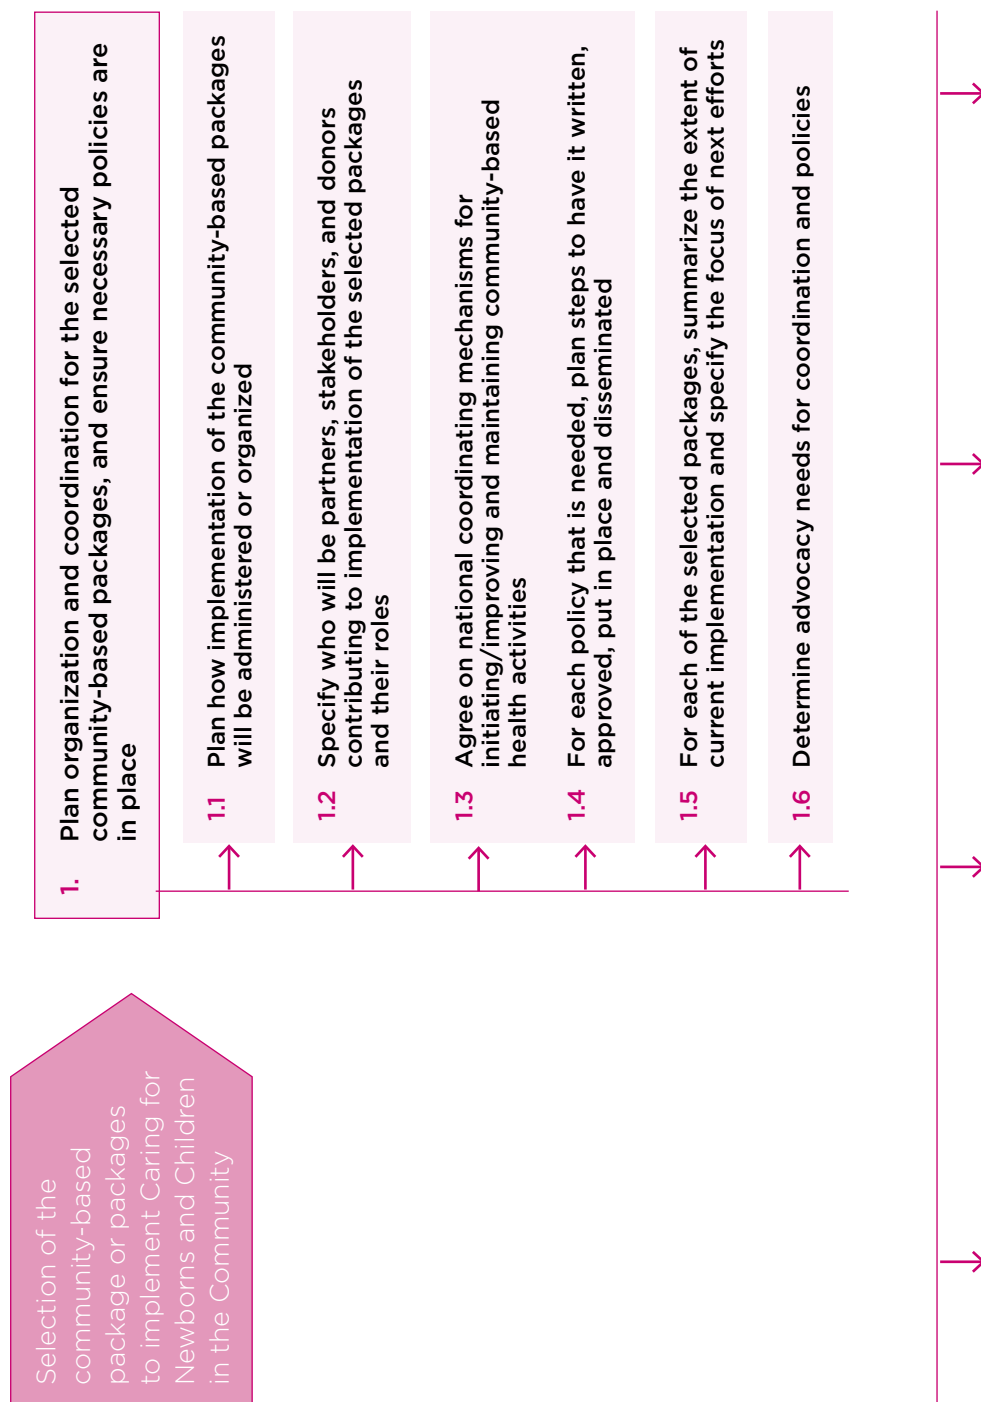 Selection of the
community-based
package or packages
to implement Caring for
Newborns and Children
in the Community
1. Plan organization and coordination for the selected
community-based packages, and ensure necessary policies are
in place
1.1 Plan how implementation of the community-based packages
will be administered or organized
1.2 Specify who will be partners, stakeholders, and donors
contributing to implementation of the selected packages
and their roles
1.3 Agree on national coordinating mechanisms for
initiating/improving and maintaining community-based
health activities
1.4 For each policy that is needed, plan steps to have it written,
approved, put in place and disseminated
1.5 For each of the selected packages, summarize the extent of
current implementation and specify the focus of next efforts
1.6 Determine advocacy needs for coordination and policies